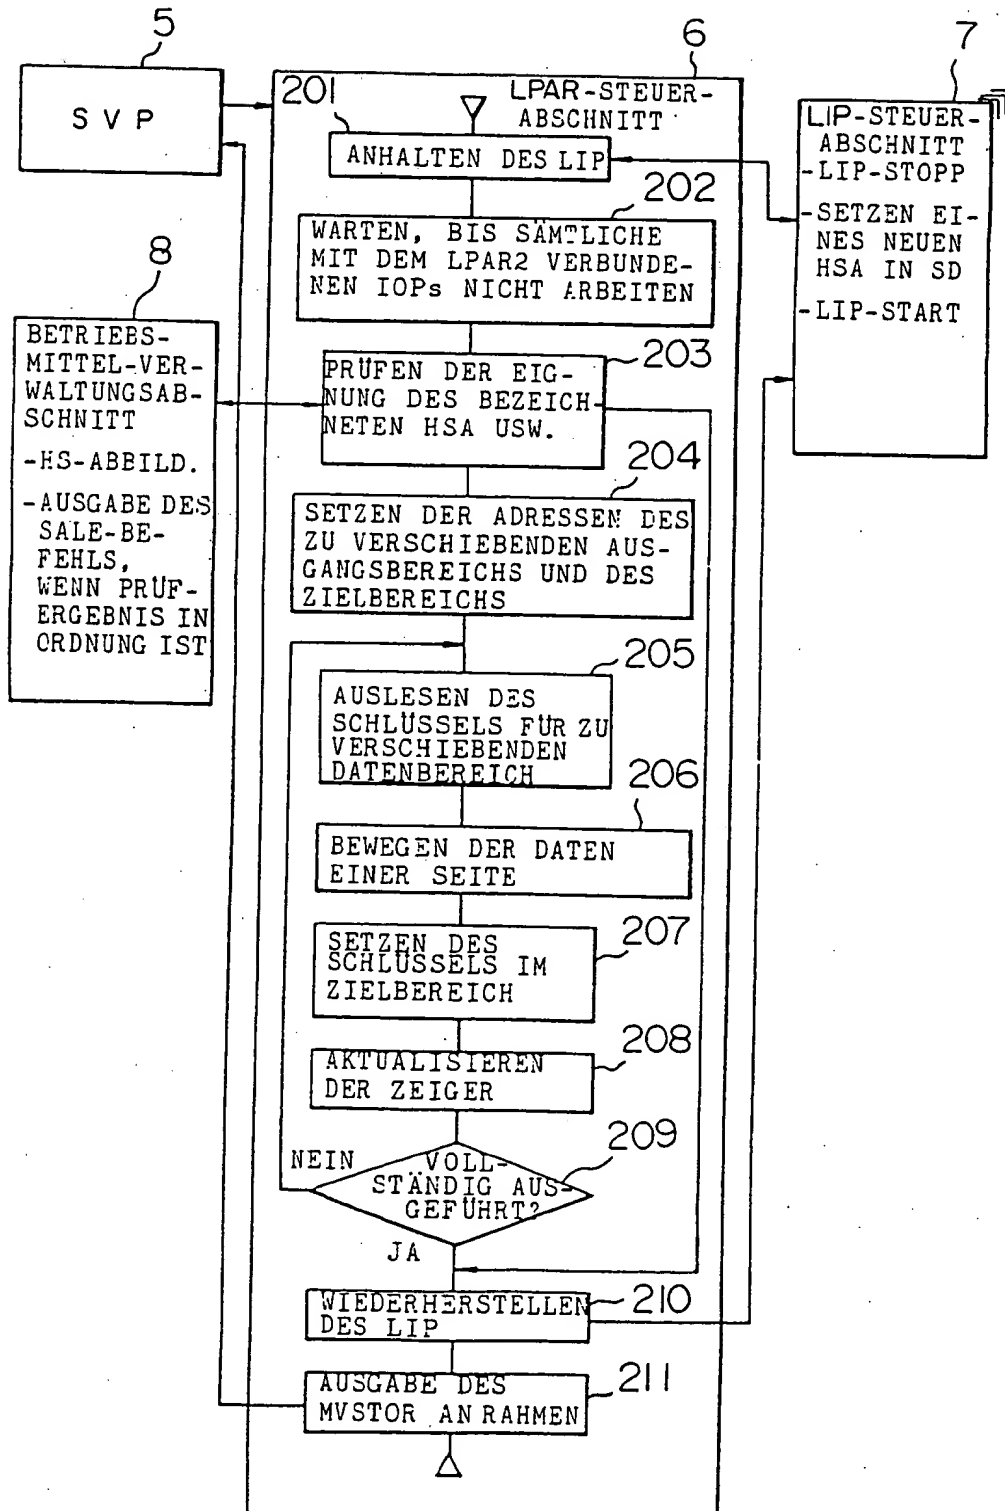 5
SVP
6
LPAR-STEUER-
ABSCHNITT
201
ANHALTEN DES LIP
202
WARTEN, BIS SÄMTLICHE
MIT DEM LPAR2 VERBUNDE-
NEN IOPs NICHT ARBEITEN
203
PRÜFEN DER EIG-
NUNG DES BEZEICH-
NETEN HSA USW.
204
SETZEN DER ADRESSEN DES
ZU VERSCHIEBENDEN AUS-
GANGSBEREICHS UND DES
ZIELBEREICHS
205
AUSLESEN DES
SCHLÜSSELS FÜR ZU
VERSCHIEBENDEN
DATENBEREICH
206
BEWEGEN DER DATEN
EINER SEITE
207
SETZEN DES
SCHLÜSSELS IM
ZIELBEREICH
208
AKTUALISIEREN
DER ZEIGER
209
NEIN
VOLL-
STÄNDIG AUS-
GEFÜHRT?
JA
210
WIEDERHERSTELLEN
DES LIP
211
AUSGABE DES
MVSTOR AN RAHMEN
7
LIP-STEUER-
ABSCHNITT
-LIP-STOPP
-SETZEN EI-
NES NEUEN
HSA IN SD
-LIP-START
8
BETRIEBS-
MITTEL-VER-
WALTUNGSAB-
SCHNITT
-HS-ABBILD.
-AUSGABE DES
SALE-BE-
FEHLS,
WENN PRÜF-
ERGEBNIS IN
ORDNUNG IST